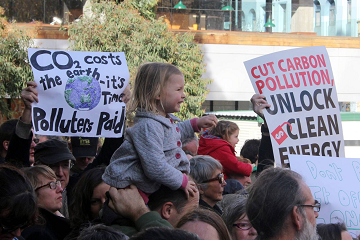 CO2 costs
the earth-it's
time
Polluters Paid
CUT CARBON
POLLUTION,
UNLOCK
CLEAN
ENERGY